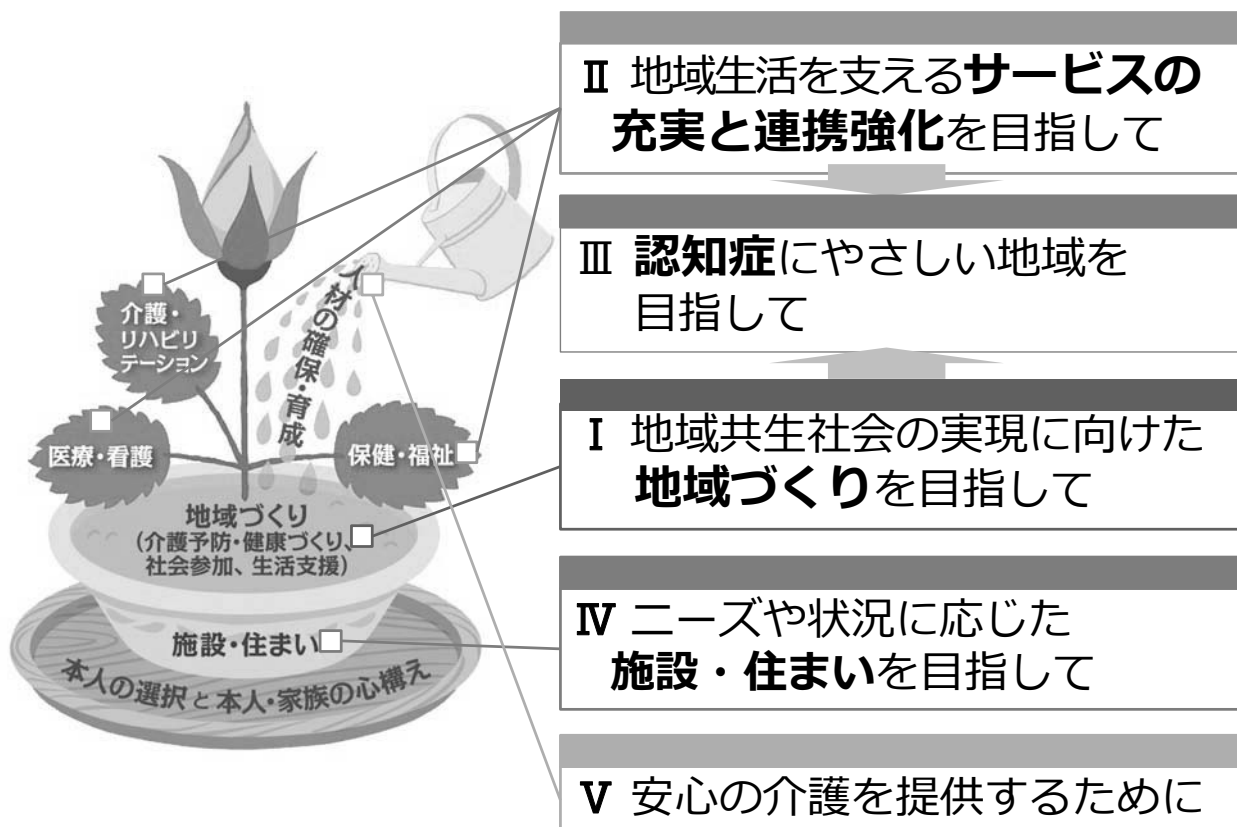 介護・
リハビリ
テーション
医療・看護
保健・福祉
人材の確保・育成
地域づくり
(介護予防・健康づくり、
社会参加、生活支援)
施設・住まい
本人の選択と本人・家族の心構え
Ⅱ 地域生活を支えるサービスの
充実と連携強化を目指して
Ⅲ 認知症にやさしい地域を
目指して
Ⅰ 地域共生社会の実現に向けた
地域づくりを目指して
Ⅳ ニーズや状況に応じた
施設・住まいを目指して
Ⅴ 安心の介護を提供するために